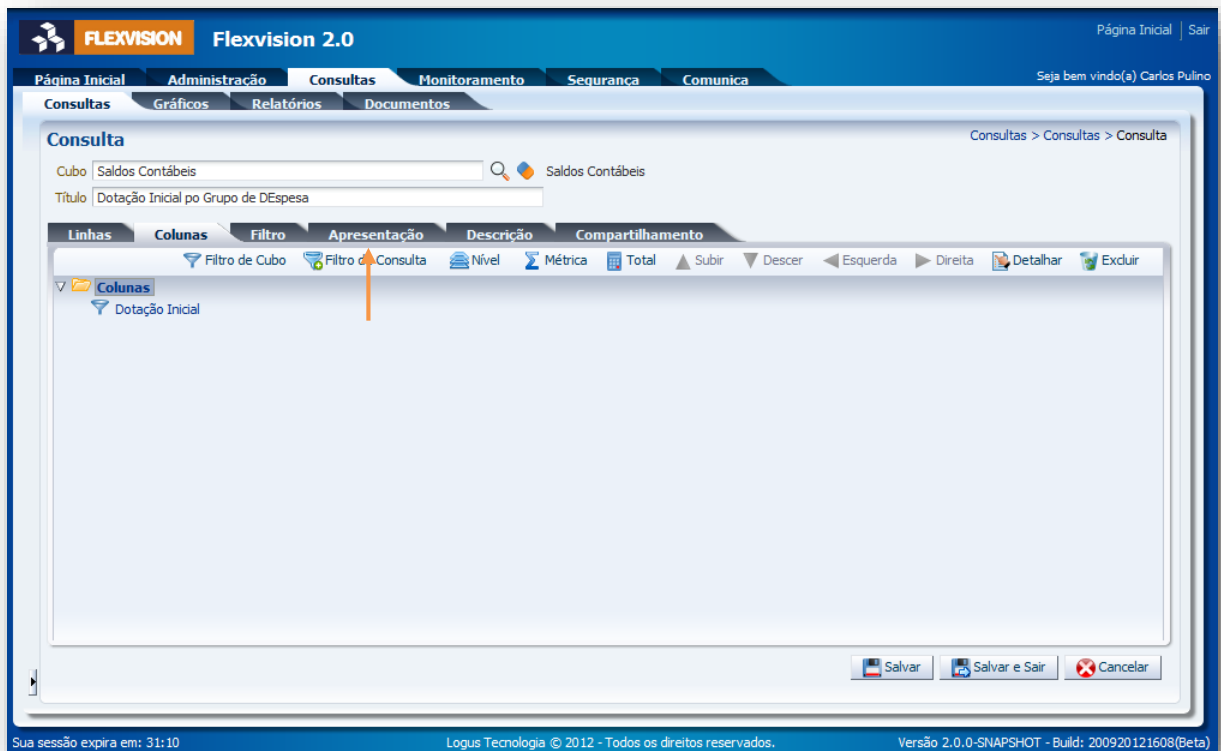 FLEXVISION Flexvision 2.0 Página Inicial Sair
Página Inicial Administração Consultas Monitoramento Segurança Comunica Seja bem vindo(a) Carlos Pulino
Consultas Gráficos Relatórios Documentos
Consulta Consultas > Consultas > Consulta
Cubo Saldos Contábeis Saldos Contábeis
Título Dotação Inicial po Grupo de DEspesa
Linhas Colunas Filtro Apresentação Descrição Compartilhamento
Filtro de Cubo Filtro de Consulta Nível Métrica Total Subir Descer Esquerda Direita Detalhar Excluir
Colunas
Dotação Inicial
Salvar Salvar e Sair Cancelar
Sua sessão expira em: 31:10 Logus Tecnologia © 2012 - Todos os direitos reservados. Versão 2.0.0-SNAPSHOT - Build: 200920121608(Beta)